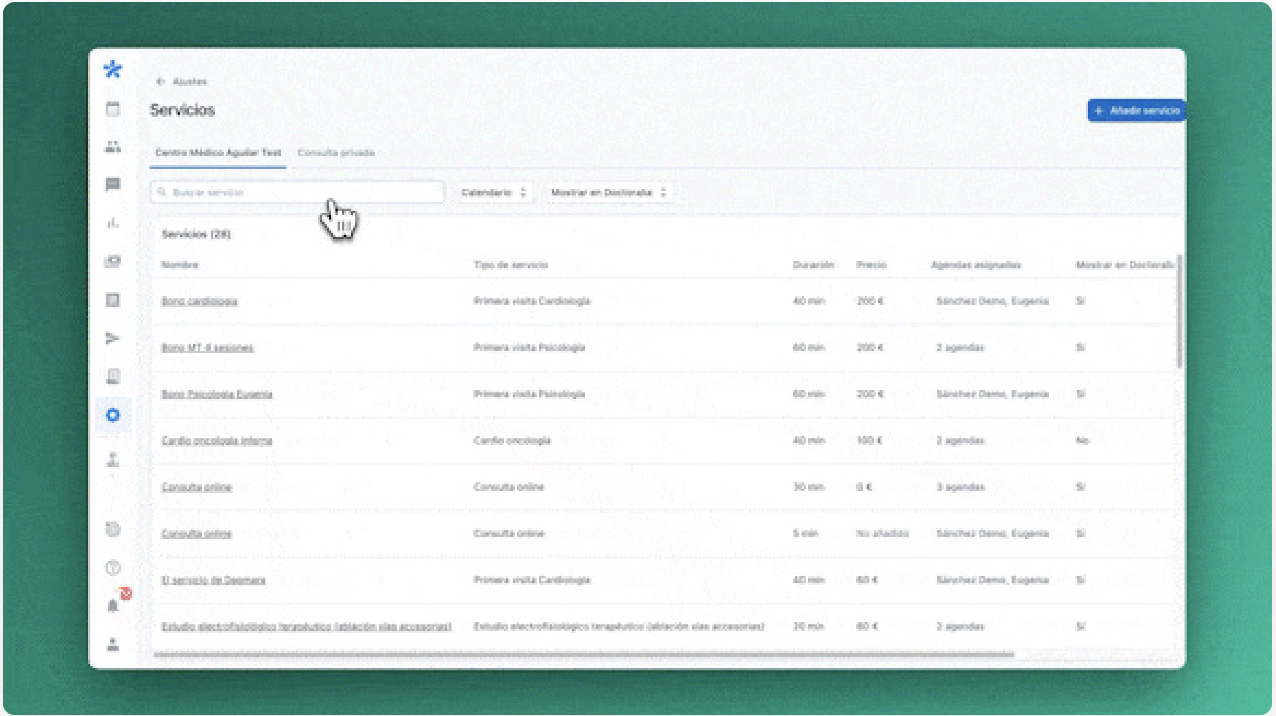 Ajustes
Servicios
+ Añadir servicio
Centro Médico Aguilar Test Consulta privada
Buscar servicio Calendario Mostrar en Doctoralia
Servicios (28)
Nombre Tipo de servicio Duración Precio Agendas asignadas Mostrar en Doctoralia
Bono cardiología Primera visita Cardiología 40 min 200 € Sánchez Demo, Eugenia Sí
Bono MT 4 sesiones Primera visita Psicología 60 min 200 € 2 agendas Sí
Bono Psicología Eugenia Primera visita Psicología 60 min 200 € Sánchez Demo, Eugenia Sí
Cardio oncología interna Cardio oncología 40 min 100 € 2 agendas No
Consulta online Consulta online 30 min 0 € 3 agendas Sí
Consulta online Consulta online 5 min No añadido Sánchez Demo, Eugenia Sí
El servicio de Dagmara Primera visita Cardiología 40 min 60 € Sánchez Demo, Eugenia Sí
Estudio electrofisiológico terapéutico (ablación vías accesorias) Estudio electrofisiológico terapéutico (ablación vías accesorias) 20 min 60 € 2 agendas Sí